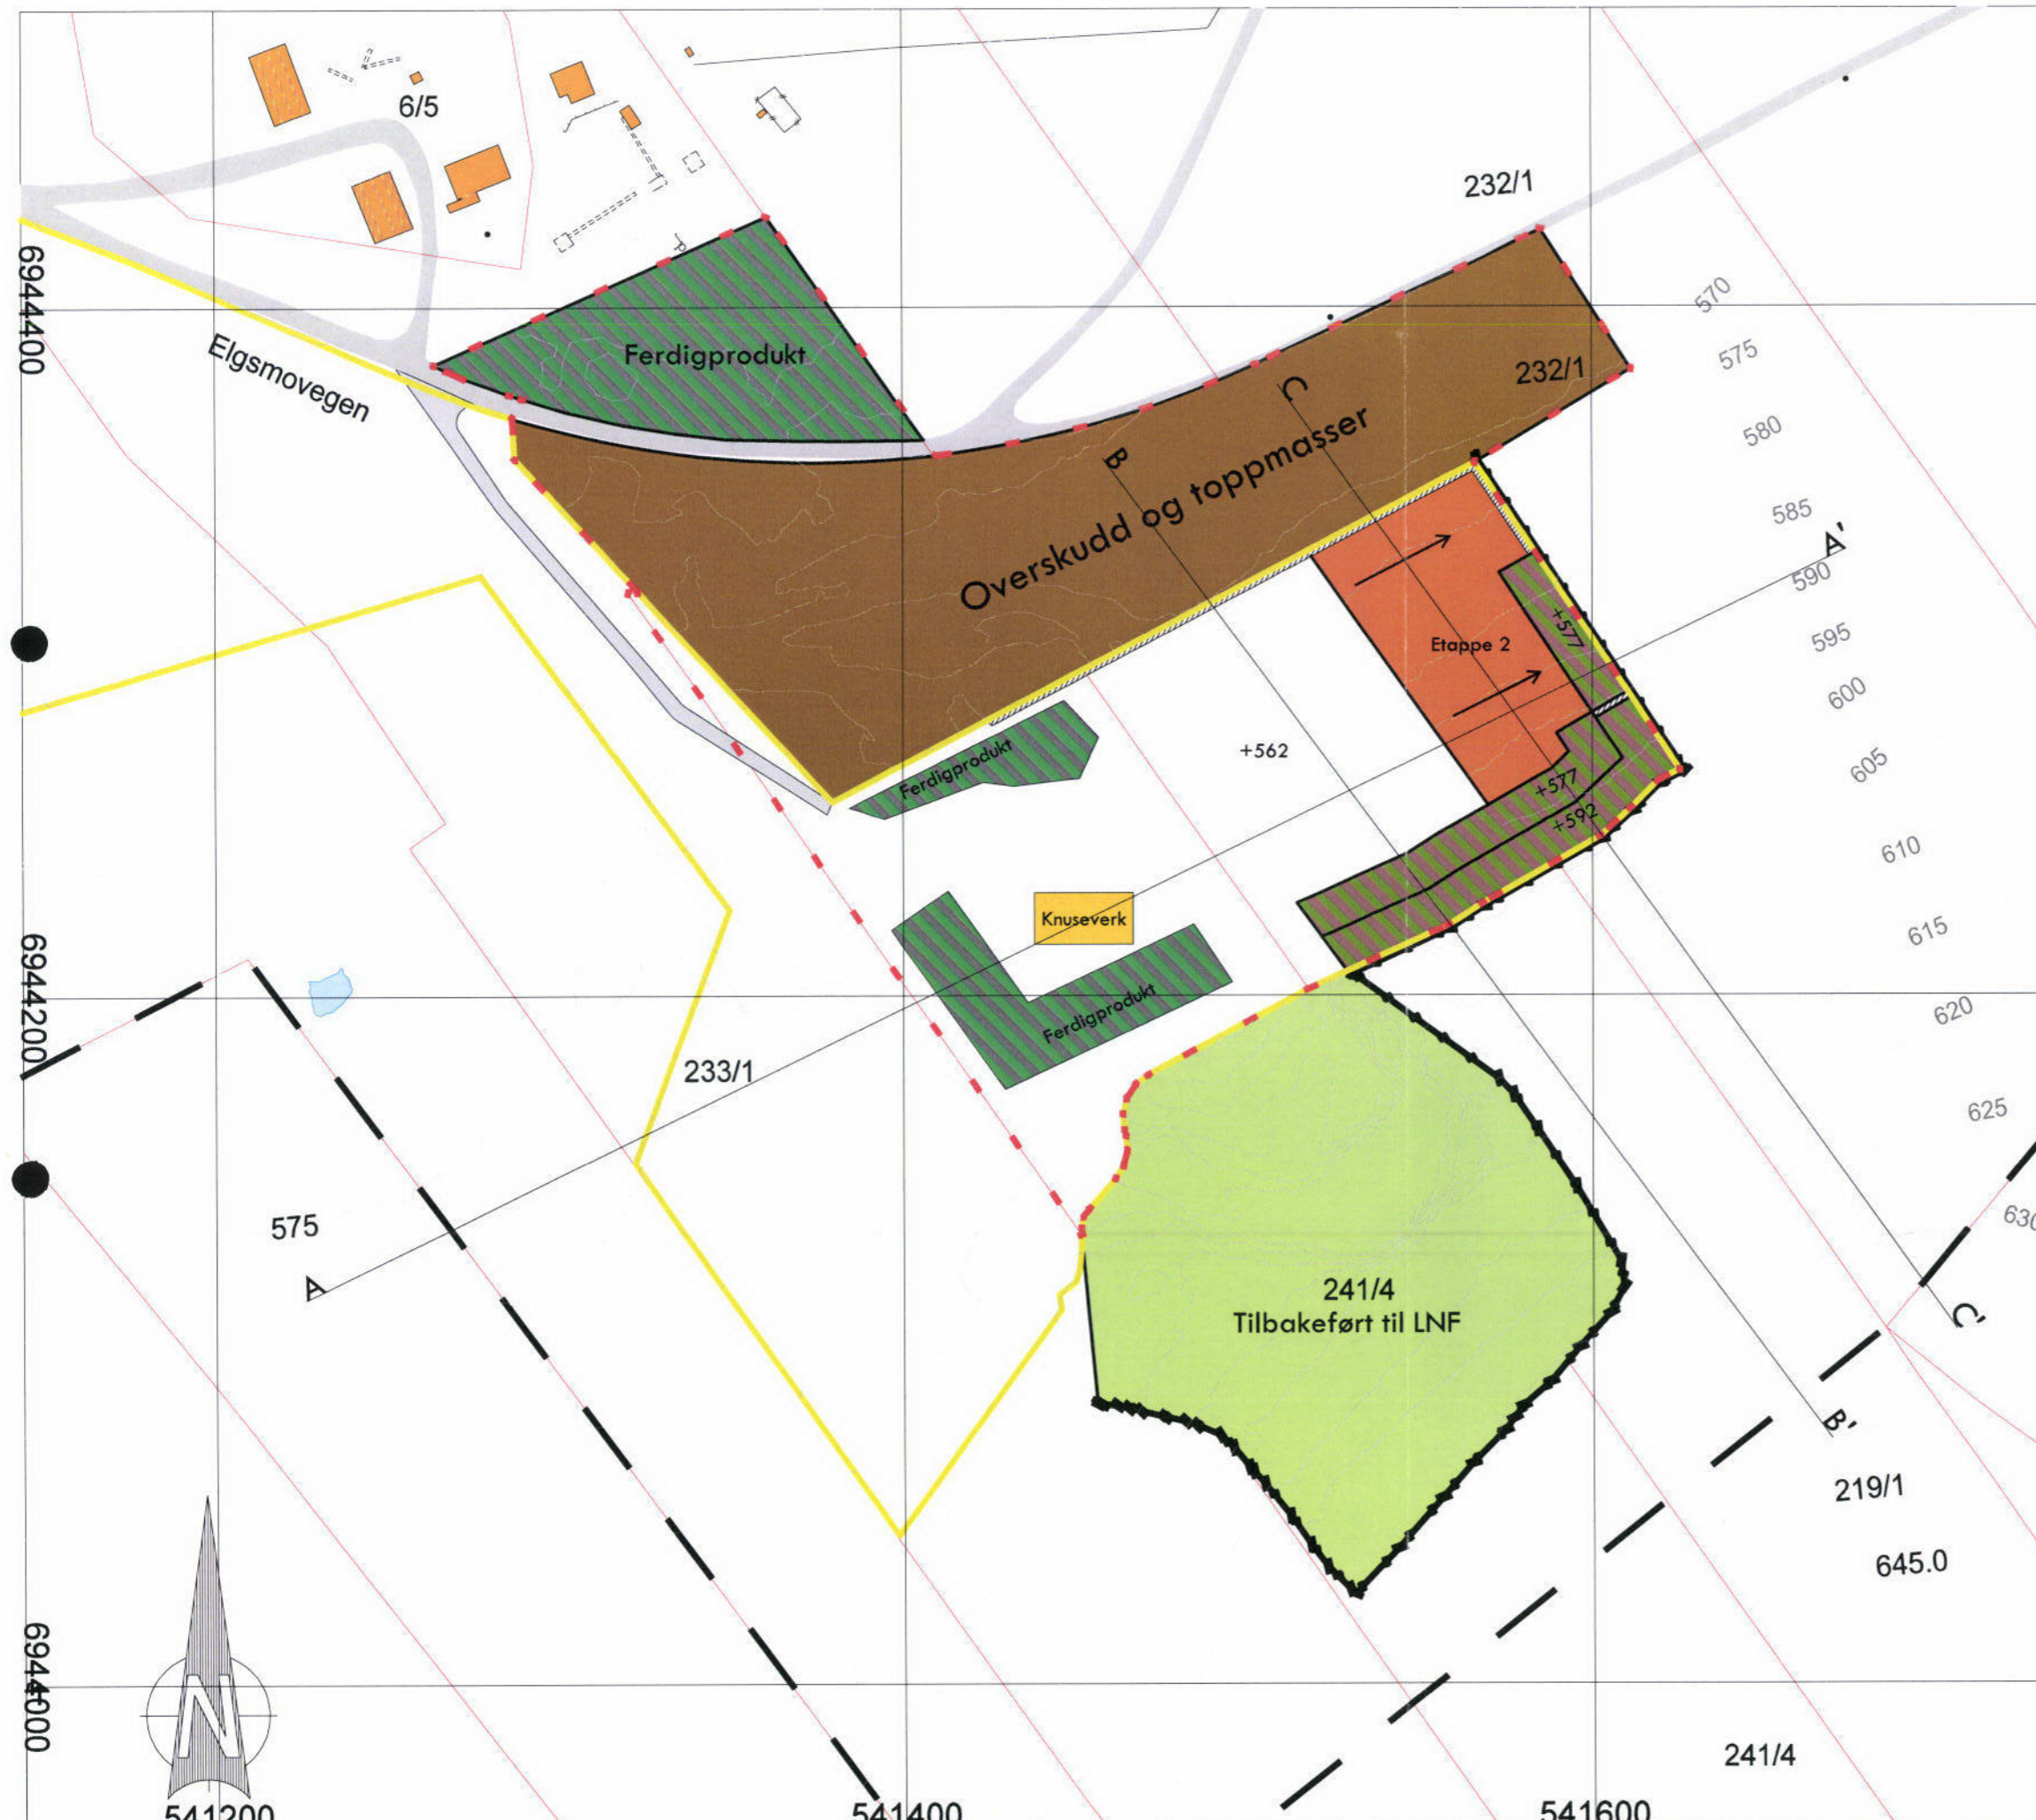 6/5
232/1
6944400
Elgsmovegen
Ferdigprodukt
232/1
570
575
580
585
590
595
600
605
610
615
620
625
630
C
B
A'
Overskudd og toppmasser
Etappe 2
+577
Ferdigprodukt
+562
+577
+592
Knuseverk
Ferdigprodukt
6944200
233/1
575
A
241/4
Tilbakeført til LNF
C'
B'
219/1
645.0
6944000
N
241/4
541200
541400
541600